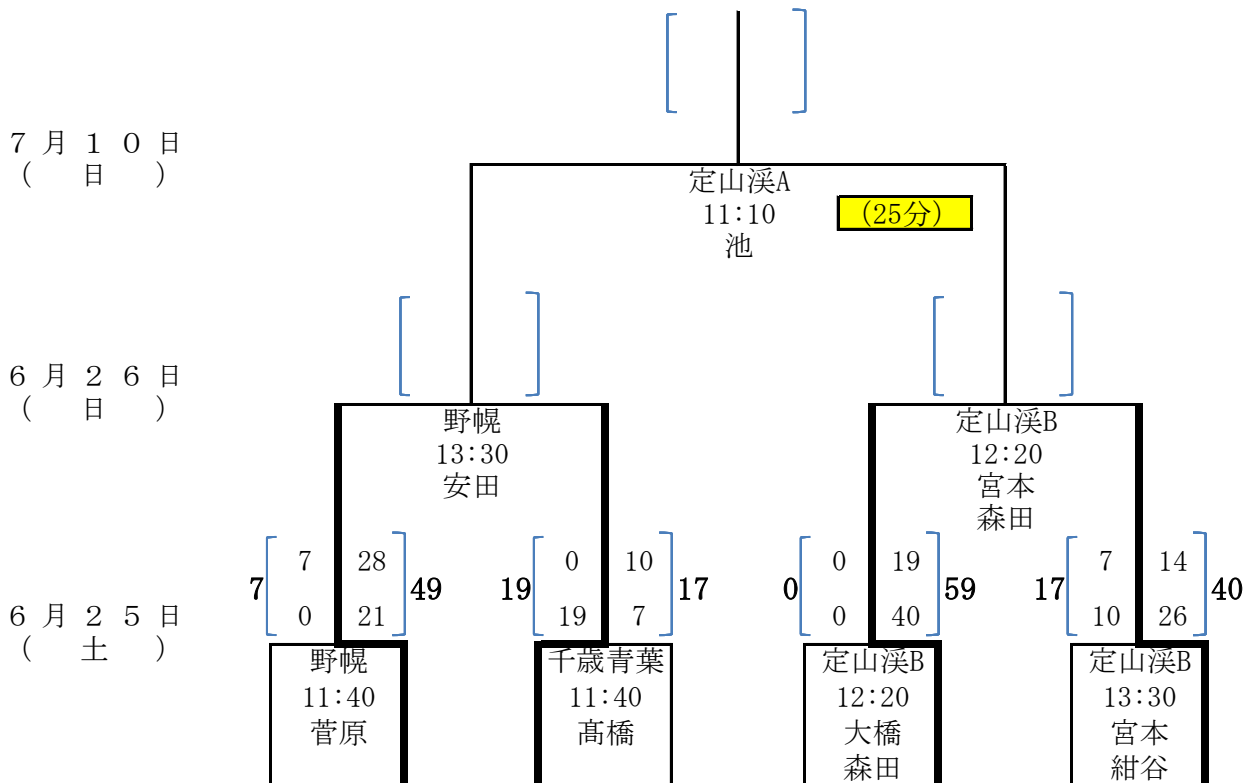 7月10日
(日)
定山渓A
11:10
(25分)
池
6月26日
(日)
野幌
13:30
安田
定山渓B
12:20
宮本
森田
7 28
7 49
0 21
0 10
19 17
19 7
0 19
0 59
0 40
7 14
17 40
10 26
6月25日
(土)
野幌
11:40
菅原
千歳青葉
11:40
髙橋
定山渓B
12:20
大橋
森田
定山渓B
13:30
宮本
紺谷